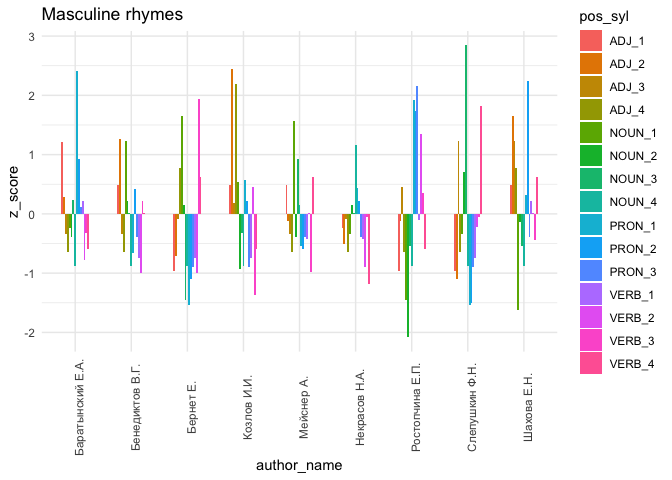 Masculine rhymes
z_score
3
2
1
0
-1
-2
Баратынский Е.А.
Бенедиктов В.Г.
Бернет Е.
Козлов И.И.
Мейснер А.
Некрасов Н.А.
Ростопчина Е.П.
Слепушкин Ф.Н.
Шахова Е.Н.
author_name
pos_syl
ADJ_1
ADJ_2
ADJ_3
ADJ_4
NOUN_1
NOUN_2
NOUN_3
NOUN_4
PRON_1
PRON_2
PRON_3
VERB_1
VERB_2
VERB_3
VERB_4